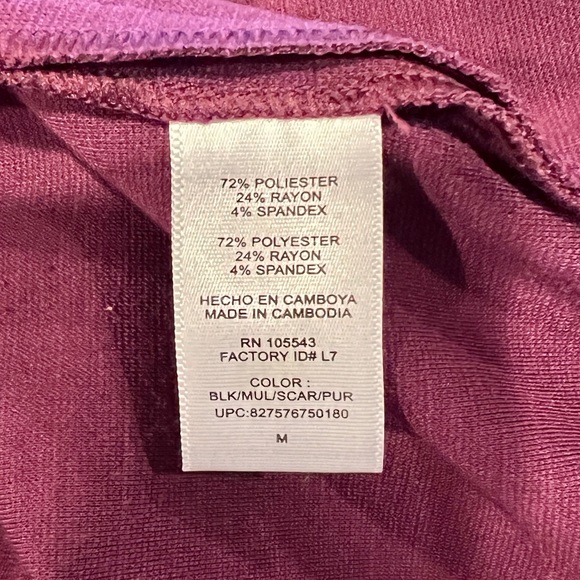 72% POLIESTER
24% RAYON
4% SPANDEX
72% POLYESTER
24% RAYON
4% SPANDEX
HECHO EN CAMBOYA
MADE IN CAMBODIA
RN 105543
FACTORY ID# L7
COLOR :
BLK/MUL/SCAR/PUR
UPC:827576750180
M